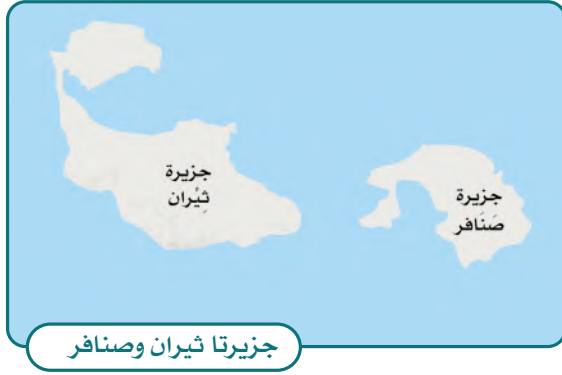 جزيرة
ثِيْران
جزيرة
صَنَافر
جزيرتا ثيران وصنافر